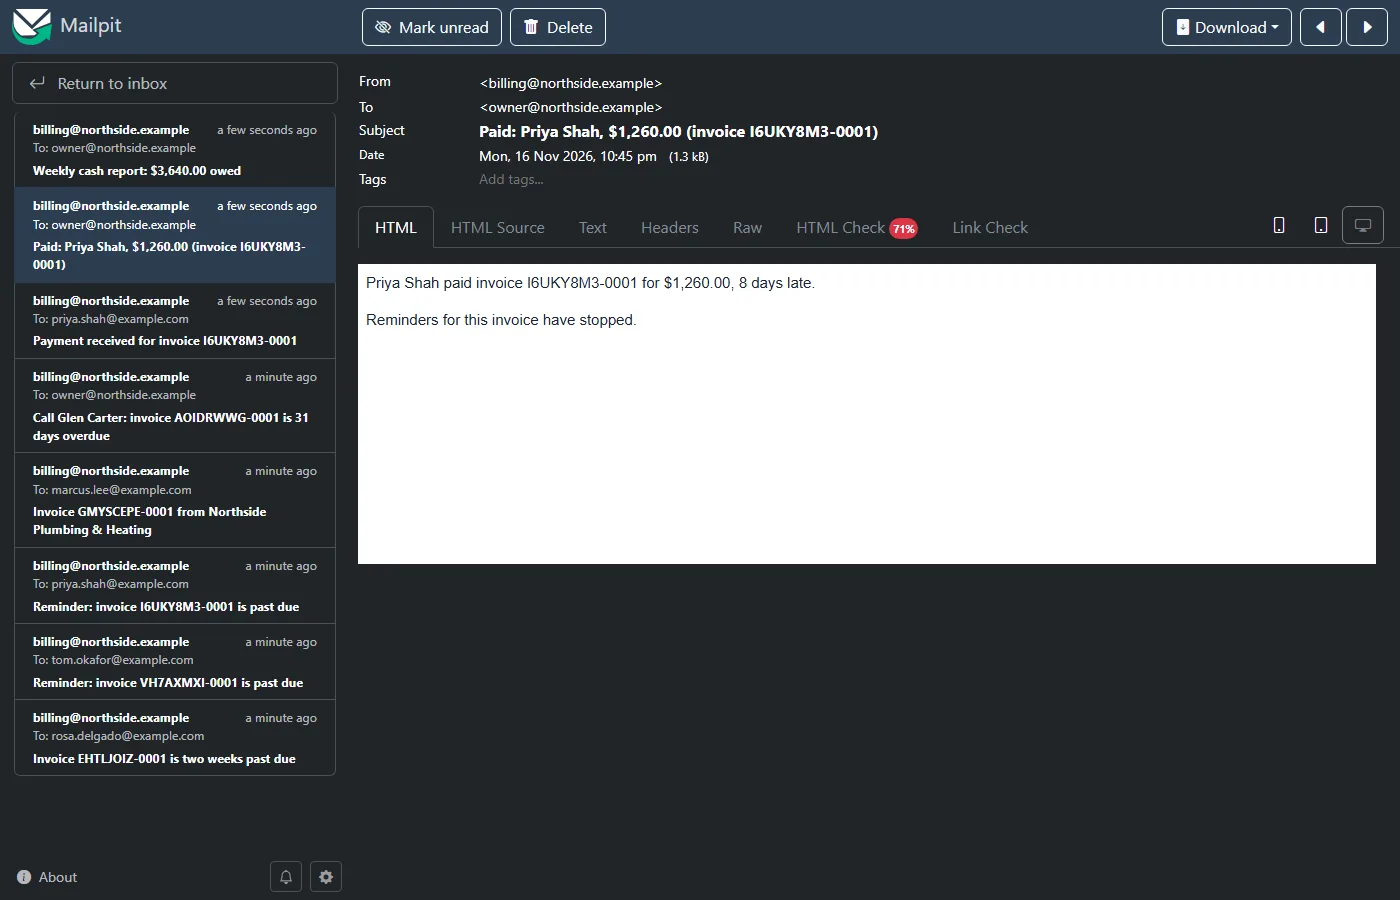 Mailpit
Mark unread
Delete
Download
Return to inbox
billing@northside.example a few seconds ago
To: owner@northside.example
Weekly cash report: $3,640.00 owed
billing@northside.example a few seconds ago
To: owner@northside.example
Paid: Priya Shah, $1,260.00 (invoice I6UKY8M3-
0001)
billing@northside.example a few seconds ago
To: priya.shah@example.com
Payment received for invoice I6UKY8M3-0001
billing@northside.example a minute ago
To: owner@northside.example
Call Glen Carter: invoice AOIDRWWG-0001 is 31
days overdue
billing@northside.example a minute ago
To: marcus.lee@example.com
Invoice GMYSCEPE-0001 from Northside
Plumbing & Heating
billing@northside.example a minute ago
To: priya.shah@example.com
Reminder: invoice I6UKY8M3-0001 is past due
billing@northside.example a minute ago
To: tom.okafor@example.com
Reminder: invoice VH7AXMXI-0001 is past due
billing@northside.example a minute ago
To: rosa.delgado@example.com
Invoice EHTLJOIZ-0001 is two weeks past due
About
From <billing@northside.example>
To <owner@northside.example>
Subject Paid: Priya Shah, $1,260.00 (invoice I6UKY8M3-0001)
Date Mon, 16 Nov 2026, 10:45 pm (1.3 kB)
Tags Add tags...
HTML HTML Source Text Headers Raw HTML Check 71% Link Check
Priya Shah paid invoice I6UKY8M3-0001 for $1,260.00, 8 days late.
Reminders for this invoice have stopped.